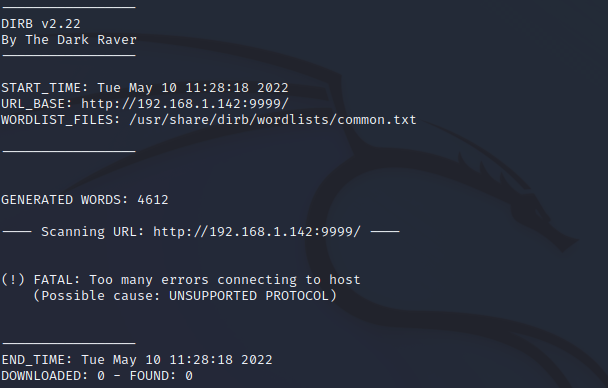 -----------------
DIRB v2.22
By The Dark Raver
-----------------
START_TIME: Tue May 10 11:28:18 2022
URL_BASE: http://192.168.1.142:9999/
WORDLIST_FILES: /usr/share/dirb/wordlists/common.txt
-----------------
GENERATED WORDS: 4612
---- Scanning URL: http://192.168.1.142:9999/ ----
(!) FATAL: Too many errors connecting to host
(Possible cause: UNSUPPORTED PROTOCOL)
-----------------
END_TIME: Tue May 10 11:28:18 2022
DOWNLOADED: 0 - FOUND: 0